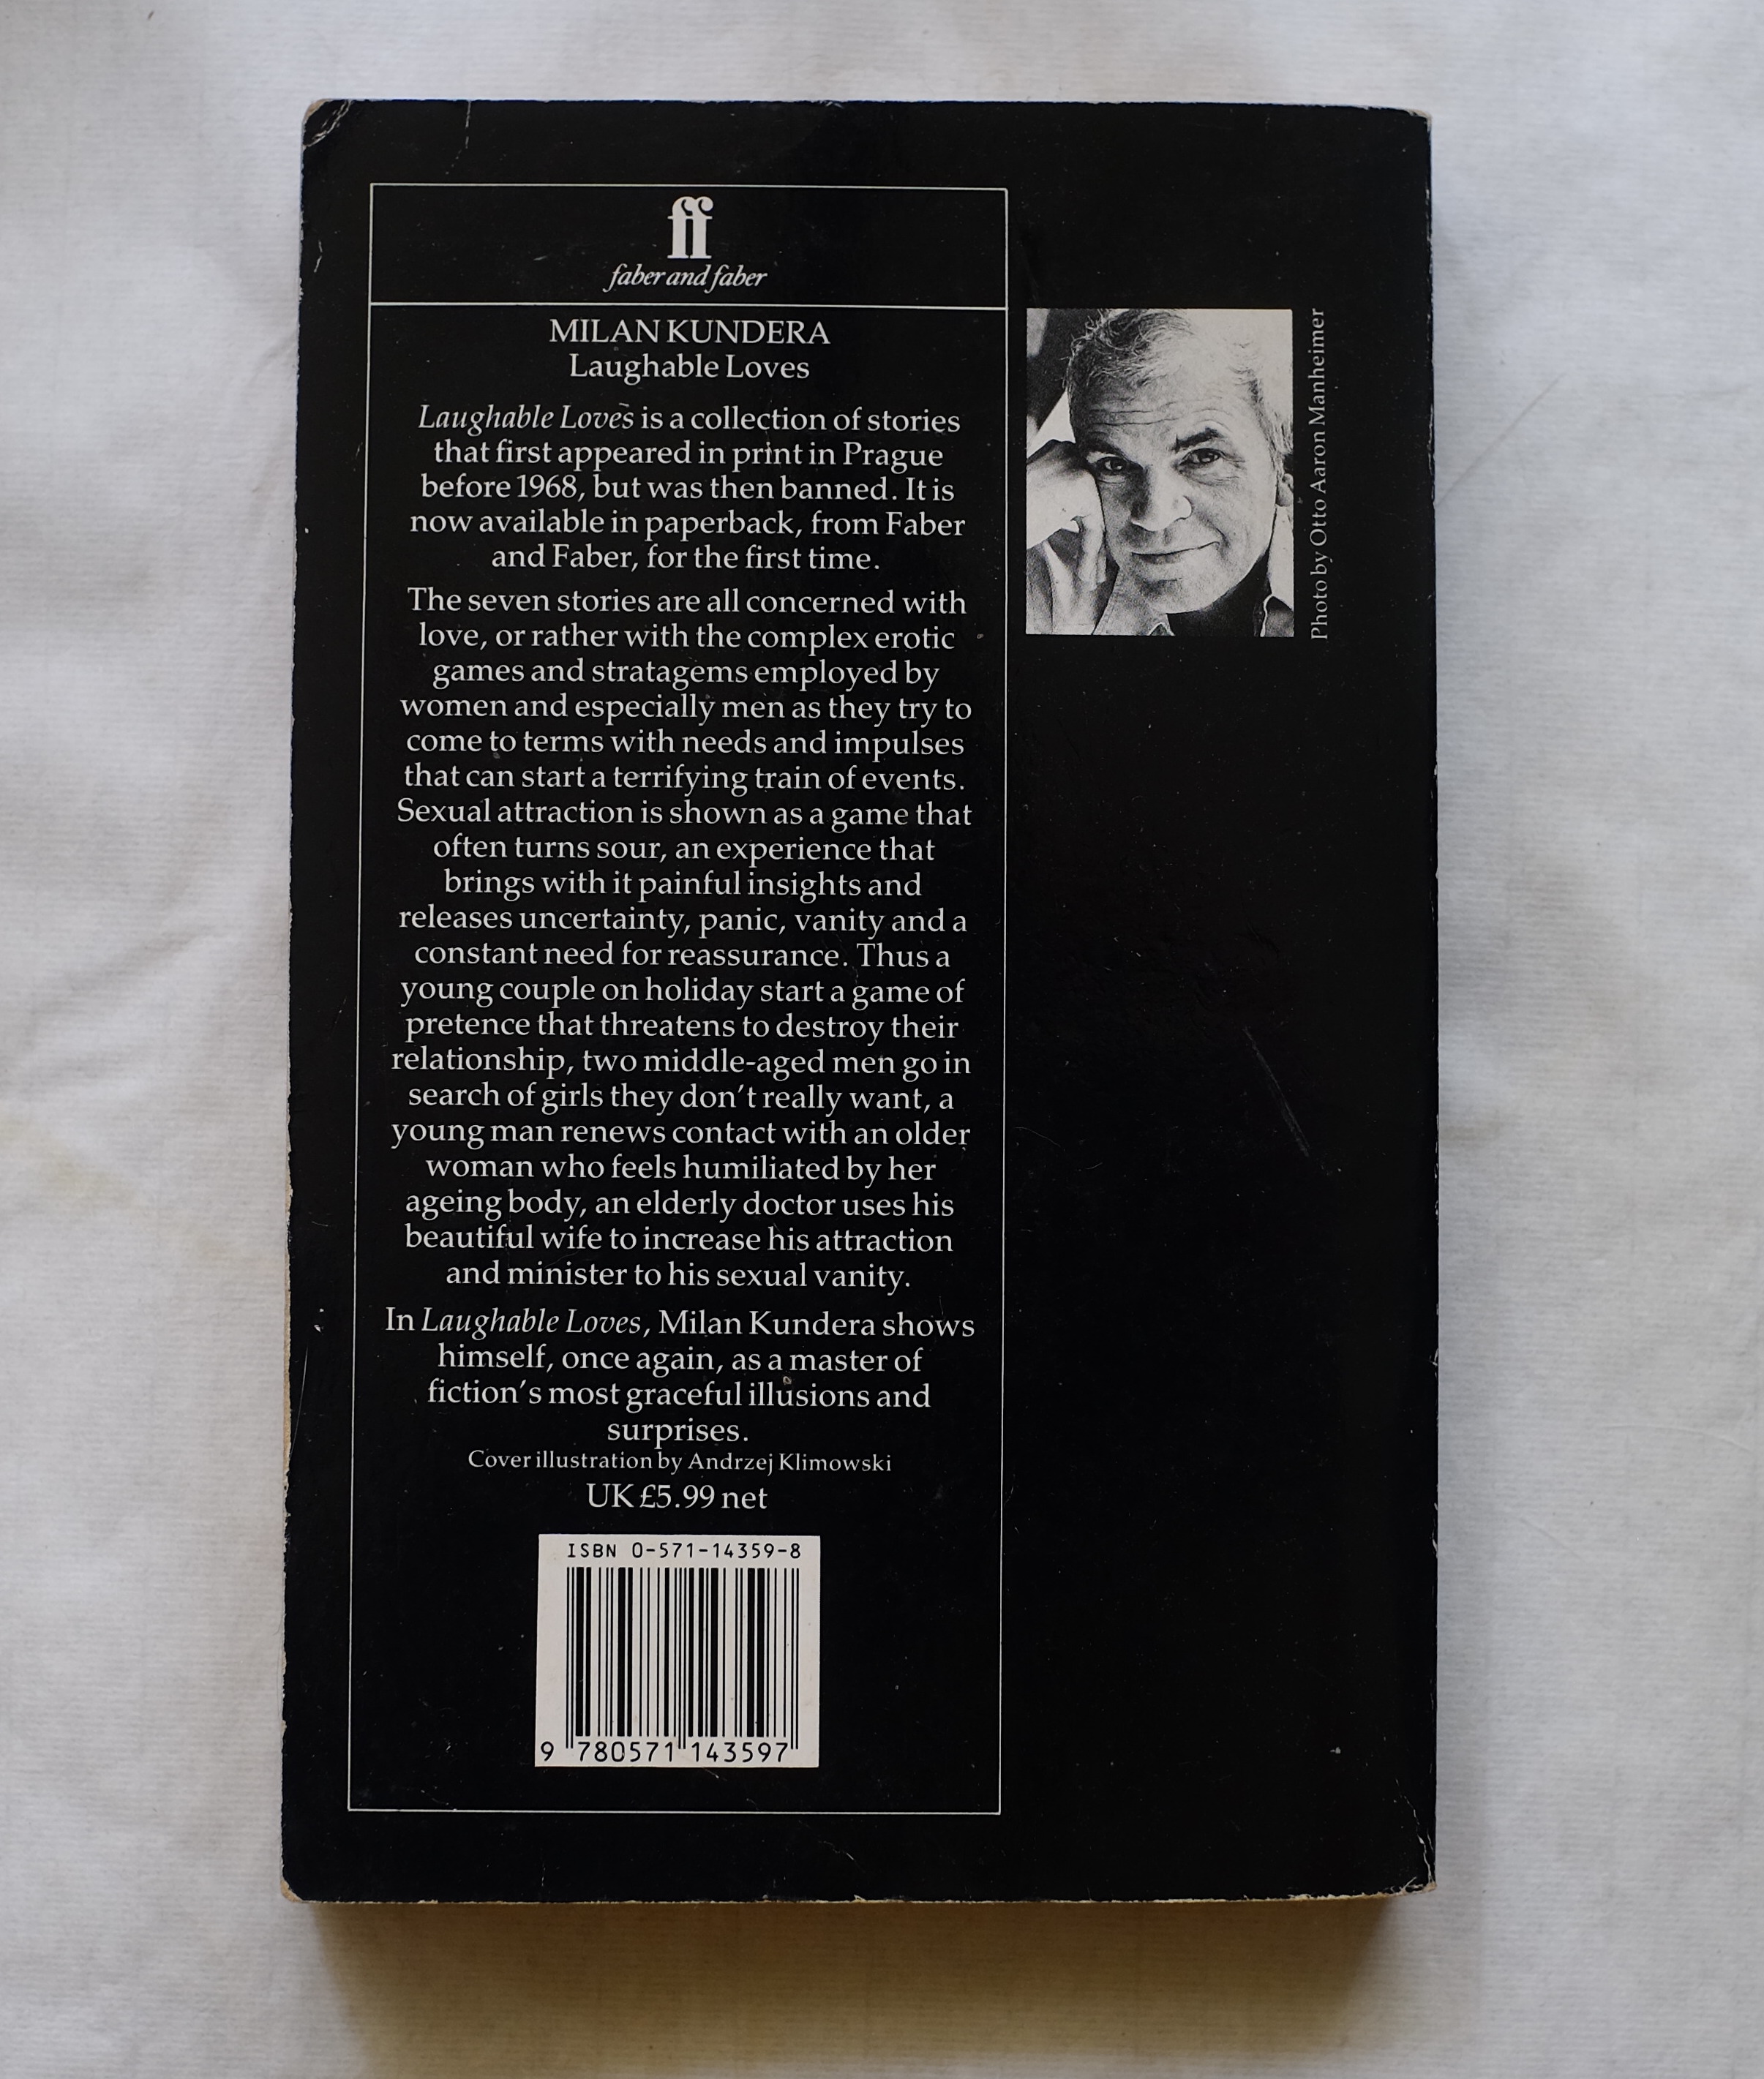 ff
faber and faber
MILAN KUNDERA
Laughable Loves
Laughable Loves is a collection of stories
that first appeared in print in Prague
before 1968, but was then banned. It is
now available in paperback, from Faber
and Faber, for the first time.
The seven stories are all concerned with
love, or rather with the complex erotic
games and stratagems employed by
women and especially men as they try to
come to terms with needs and impulses
that can start a terrifying train of events.
Sexual attraction is shown as a game that
often turns sour, an experience that
brings with it painful insights and
releases uncertainty, panic, vanity and a
constant need for reassurance. Thus a
young couple on holiday start a game of
pretence that threatens to destroy their
relationship, two middle-aged men go in
search of girls they don't really want, a
young man renews contact with an older
woman who feels humiliated by her
ageing body, an elderly doctor uses his
beautiful wife to increase his attraction
and minister to his sexual vanity.
In Laughable Loves, Milan Kundera shows
himself, once again, as a master of
fiction's most graceful illusions and
surprises.
Cover illustration by Andrzej Klimowski
UK £5.99 net
ISBN 0-571-14359-8
9 780571 143597
Photo by Otto Aaron Manheimer